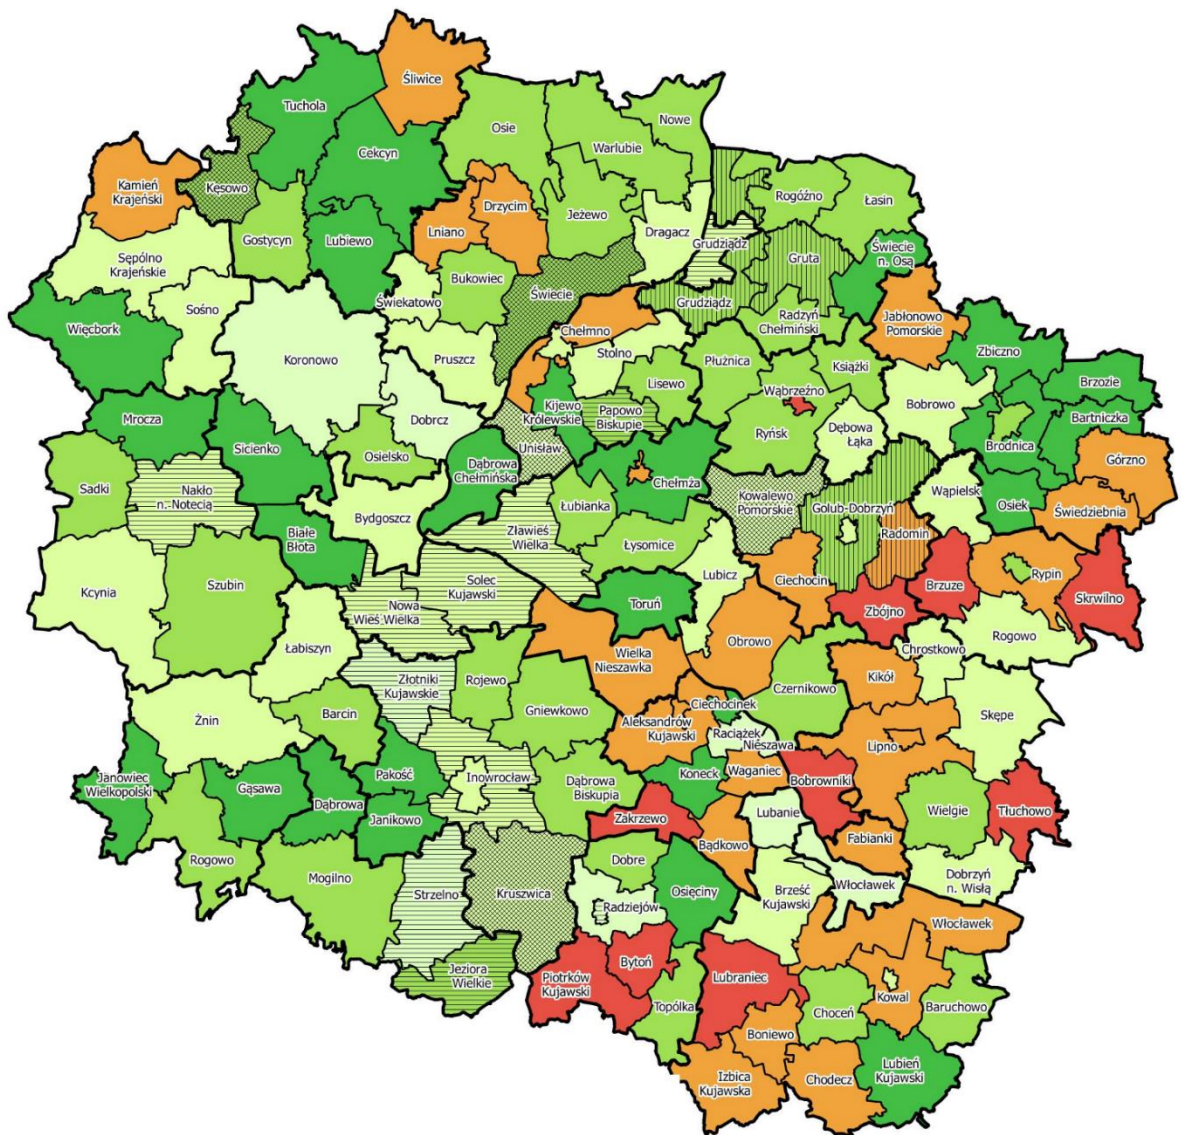 Śliwice
Tuchola
Nowe
Osie
Warlubie
Cekcyn
Kamień
Krajeński
Kęsowo
Rogóźno
Łasin
Drzycim
Jeżewo
Lniano
Dragacz
Gostycyn
Lubiewo
Grudziądz
Świecie
n. Osą
Gruta
Sępólno
Krajeńskie
Bukowiec
Świecie
Świekatowo
Grudziądz
Sośno
Więcbork
Radzyń
Chełmiński
Jabłonowo
Pomorskie
Chełmno
Koronowo
Pruszcz
Stolno
Płużnica
Książki
Zbiczno
Lisewo
Wąbrzeźno
Brzozie
Kijewo
Królewskie
Papowo
Biskupie
Bobrowo
Bartniczka
Mrocza
Dobrcz
Dębowa
Łąka
Brodnica
Sicienko
Osielsko
Unisław
Ryńsk
Górzno
Dąbrowa
Chełmińska
Chełmża
Sadki
Nakło
n. Notecią
Kowalewo
Pomorskie
Wąpielsk
Osiek
Golub-Dobrzyń
Świedziebnia
Bydgoszcz
Łubianka
Zławieś
Wielka
Białe
Błota
Radomin
Łysomice
Kcynia
Szubin
Solec
Kujawski
Lubicz
Ciechocin
Brzuze
Rypin
Skrwilno
Nowa
Wieś Wielka
Toruń
Zbójno
Łabiszyn
Obrowo
Rogowo
Chrostkowo
Wielka
Nieszawka
Złotniki
Kujawskie
Rojewo
Kikół
Czernikowo
Ciechocinek
Gniewkowo
Żnin
Barcin
Aleksandrów
Kujawski
Raciążek
Skępe
Nieszawa
Lipno
Janowiec
Wielkopolski
Pakość
Inowrocław
Koneck
Waganiec
Bobrowniki
Gąsawa
Dąbrowa
Dąbrowa
Biskupia
Janikowo
Zakrzewo
Lubanie
Wielgie
Tłuchowo
Bądkowo
Fabianki
Rogowo
Dobre
Mogilno
Strzelno
Kruszwica
Osięciny
Brześć
Kujawski
Włocławek
Dobrzyń
n. Wisłą
Radziejów
Włocławek
Jeziora
Wielkie
Piotrków
Kujawski
Bytoń
Lubraniec
Kowal
Topólka
Choceń
Baruchowo
Boniewo
Izbica
Kujawska
Chodecz
Lubień
Kujawski